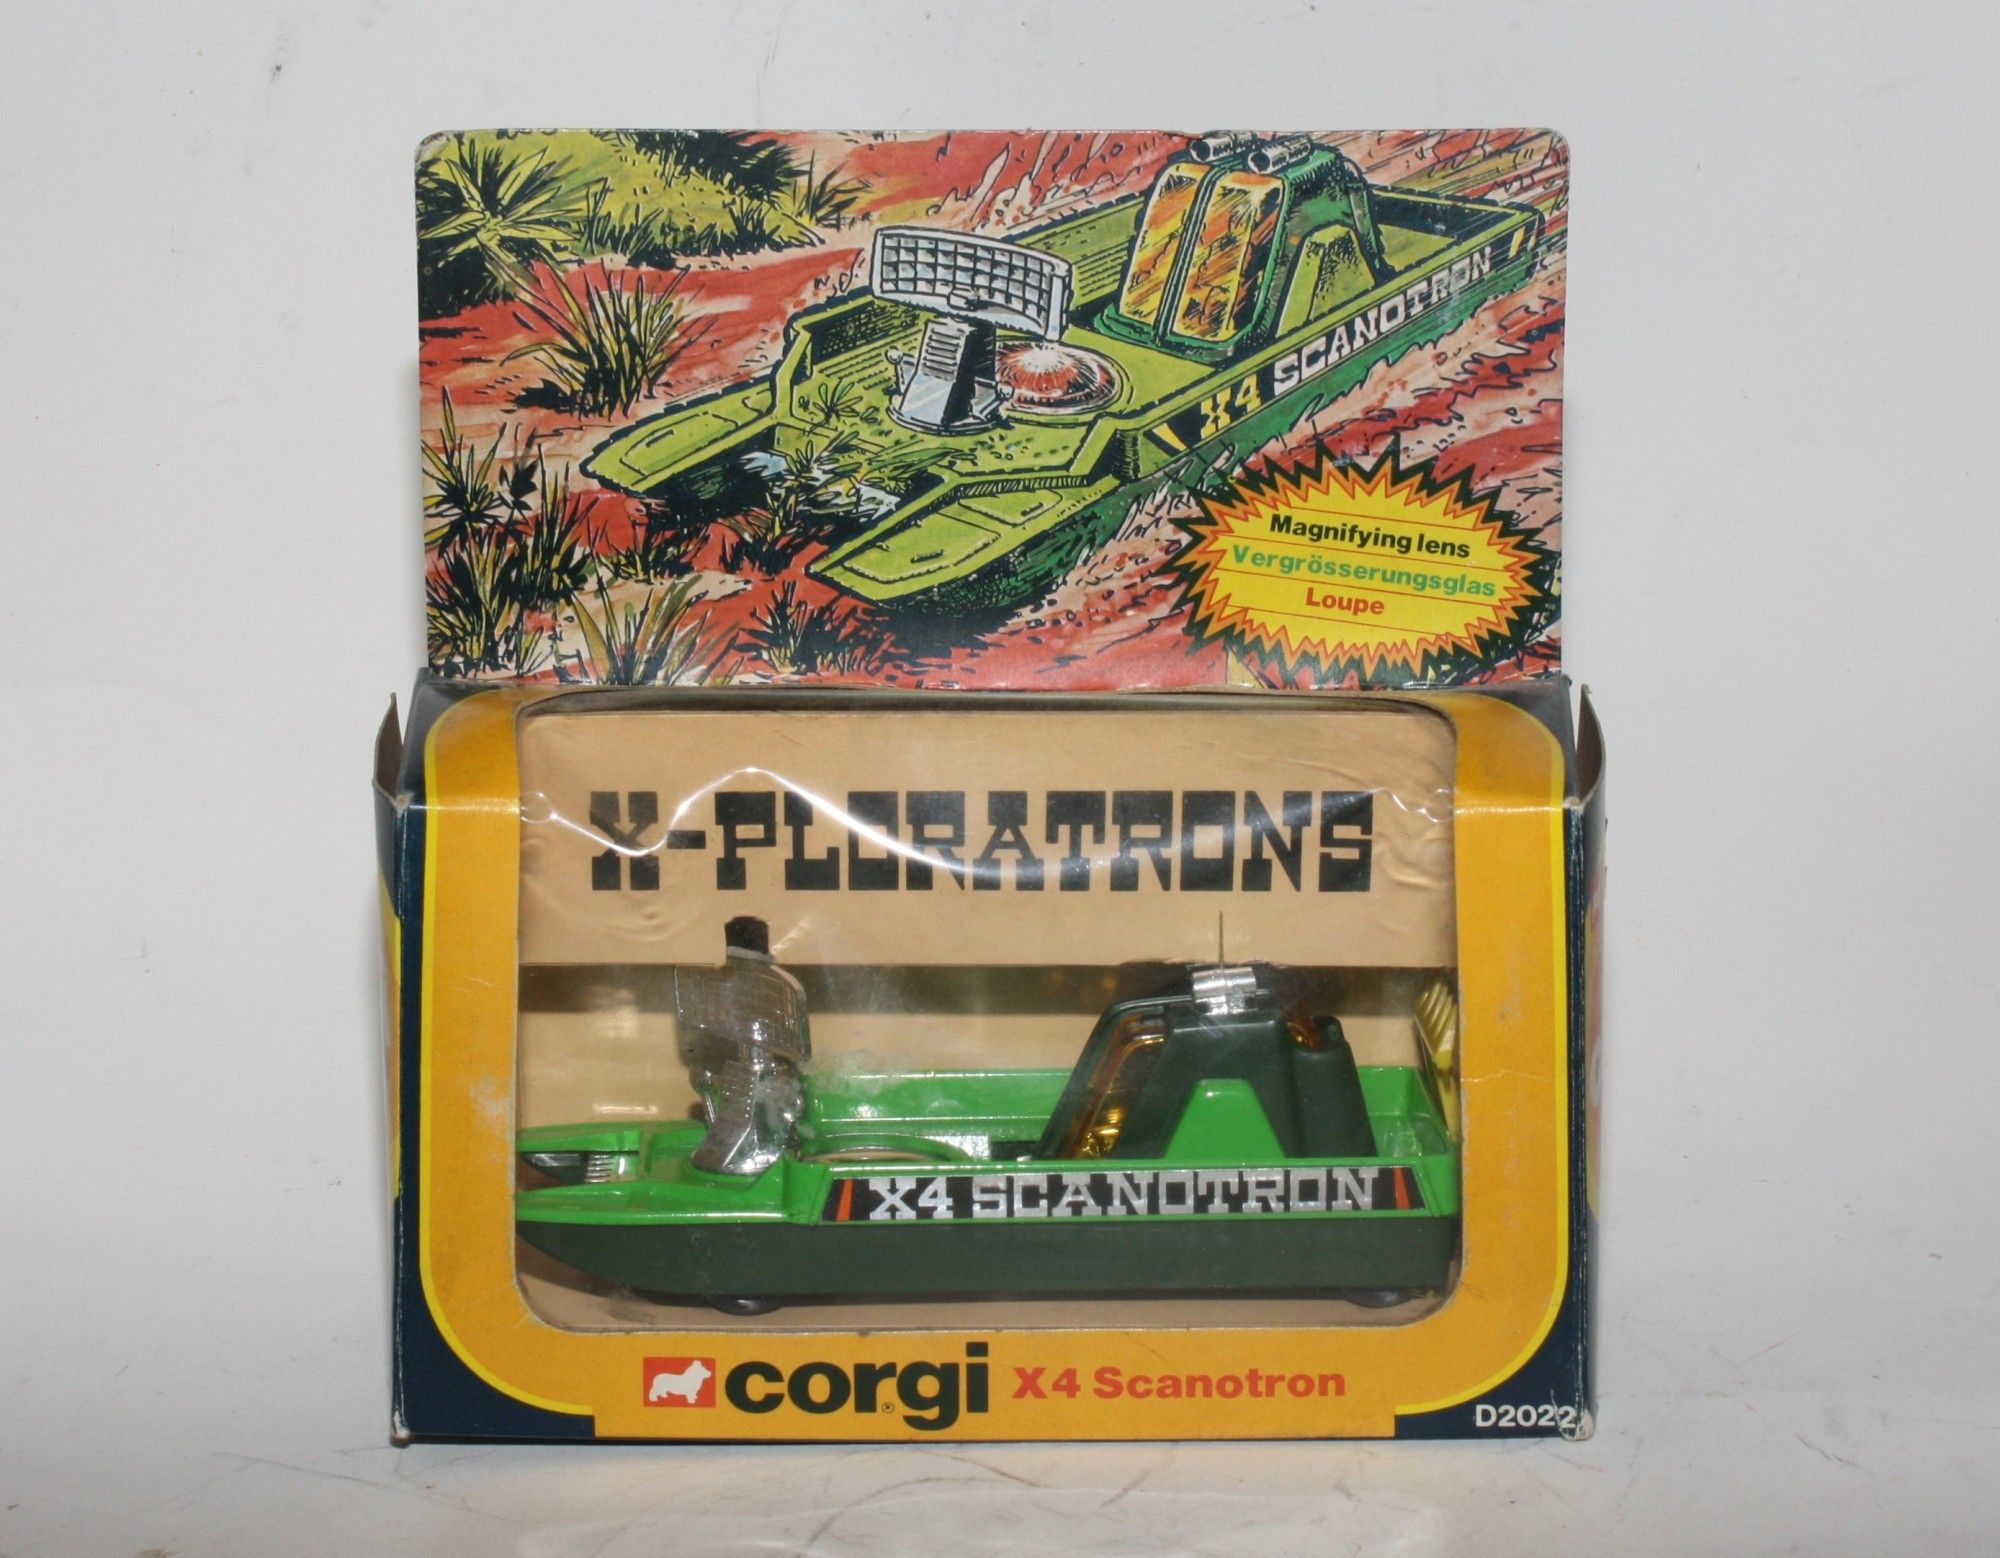 X4 SCANOTRON
Magnifying lens
Vergrösserungsglas
Loupe
X-PLORATRONS
X4 SCANOTRON
corgi® X4 Scanotron
D2022